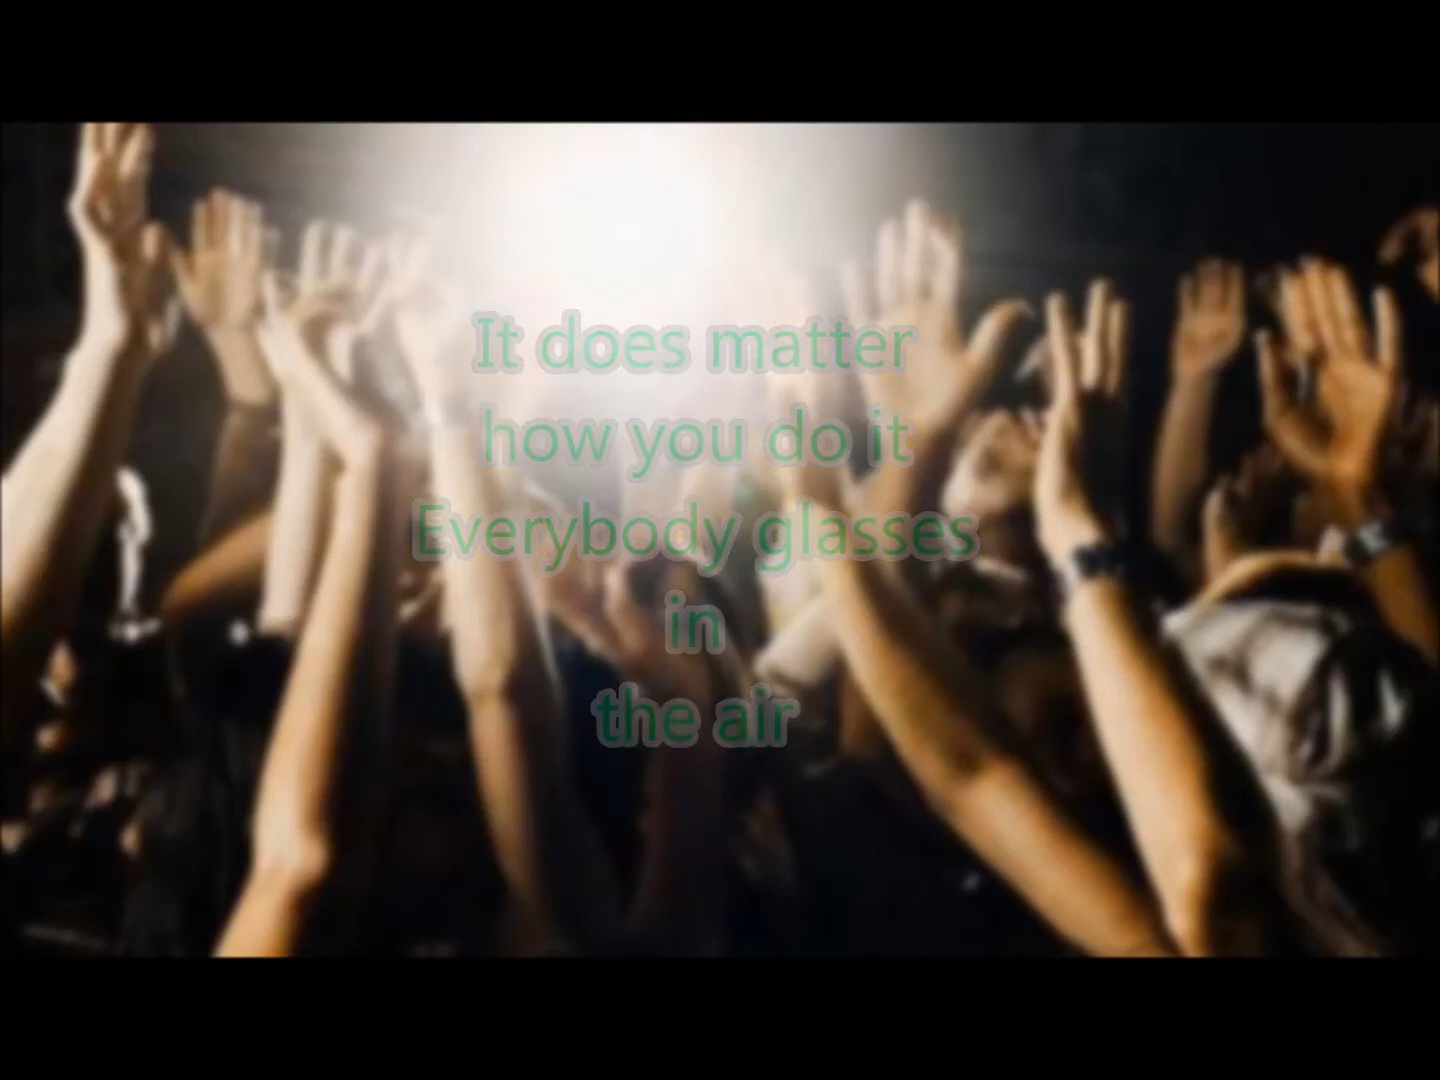 It does matter
how you do it
Everybody glasses
in
the air